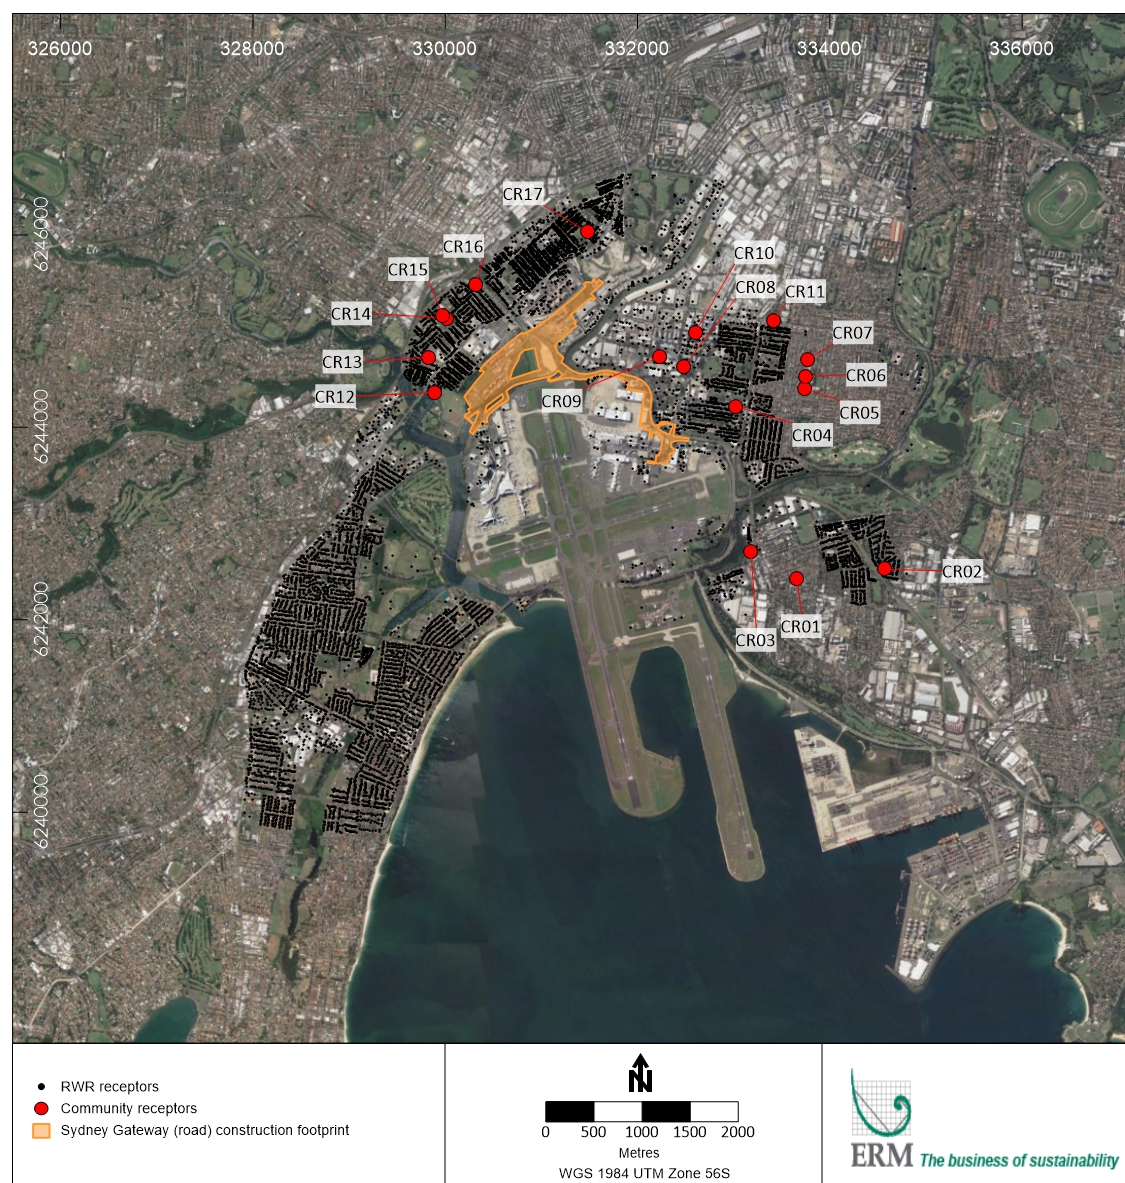 326000 328000 330000 332000 334000 336000
6246000
6244000
6242000
6240000
CR17
CR16
CR10
CR15
CR08
CR11
CR14
CR07
CR13
CR06
CR12
CR09
CR05
CR04
CR02
CR01
CR03
RWR receptors
Community receptors
Sydney Gateway (road) construction footprint
N
0 500 1000 1500 2000
Metres
WGS 1984 UTM Zone 56S
ERM The business of sustainability